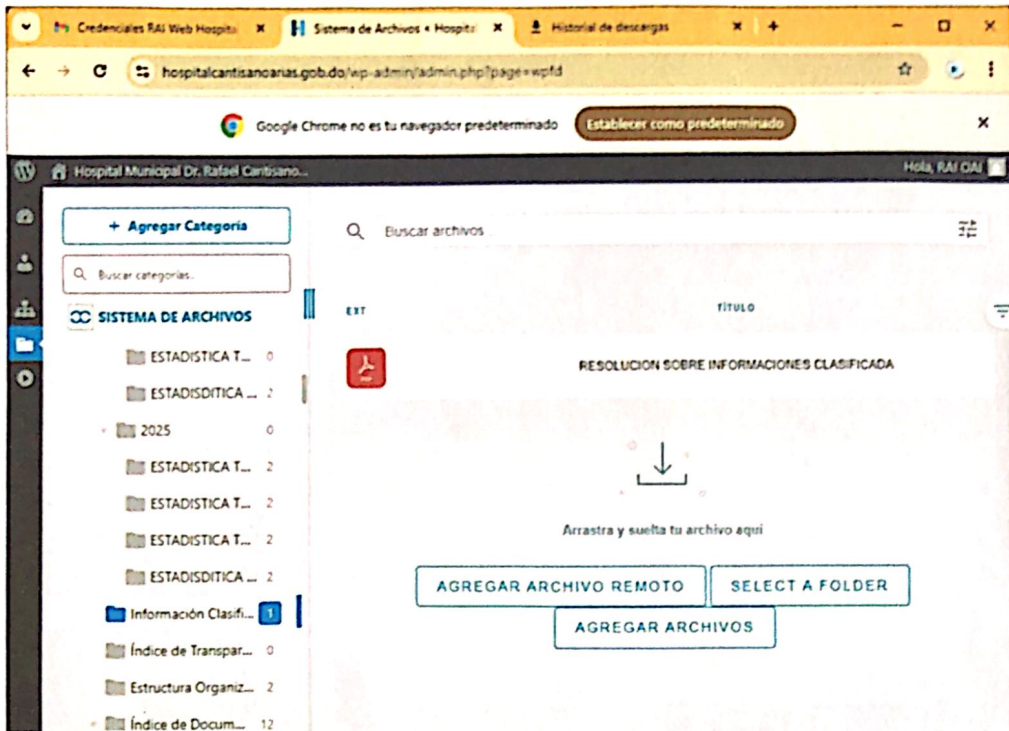 Credenciales RAI Web Hospita
Sistema de Archivos « Hospita
Historial de descargas
hospitalcantisanoarias.gob.do/wp-admin/admin.php?page=wpfd
Google Chrome no es tu navegador predeterminado
Establecer como predeterminado
Hospital Municipal Dr. Rafael Cantisano...
Hola, RAI OAI
+ Agregar Categoría
Buscar archivos
Buscar categorías.
SISTEMA DE ARCHIVOS
EXT
TÍTULO
ESTADISTICA T... 0
PDF
RESOLUCION SOBRE INFORMACIONES CLASIFICADA
ESTADISDITICA ... 2
2025 0
ESTADISTICA T... 2
ESTADISTICA T... 2
Arrastra y suelta tu archivo aquí
ESTADISTICA T... 2
ESTADISDITICA ... 2
AGREGAR ARCHIVO REMOTO
SELECT A FOLDER
Información Clasifi... 1
AGREGAR ARCHIVOS
Índice de Transpar... 0
Estructura Organiz... 2
Índice de Docum... 12